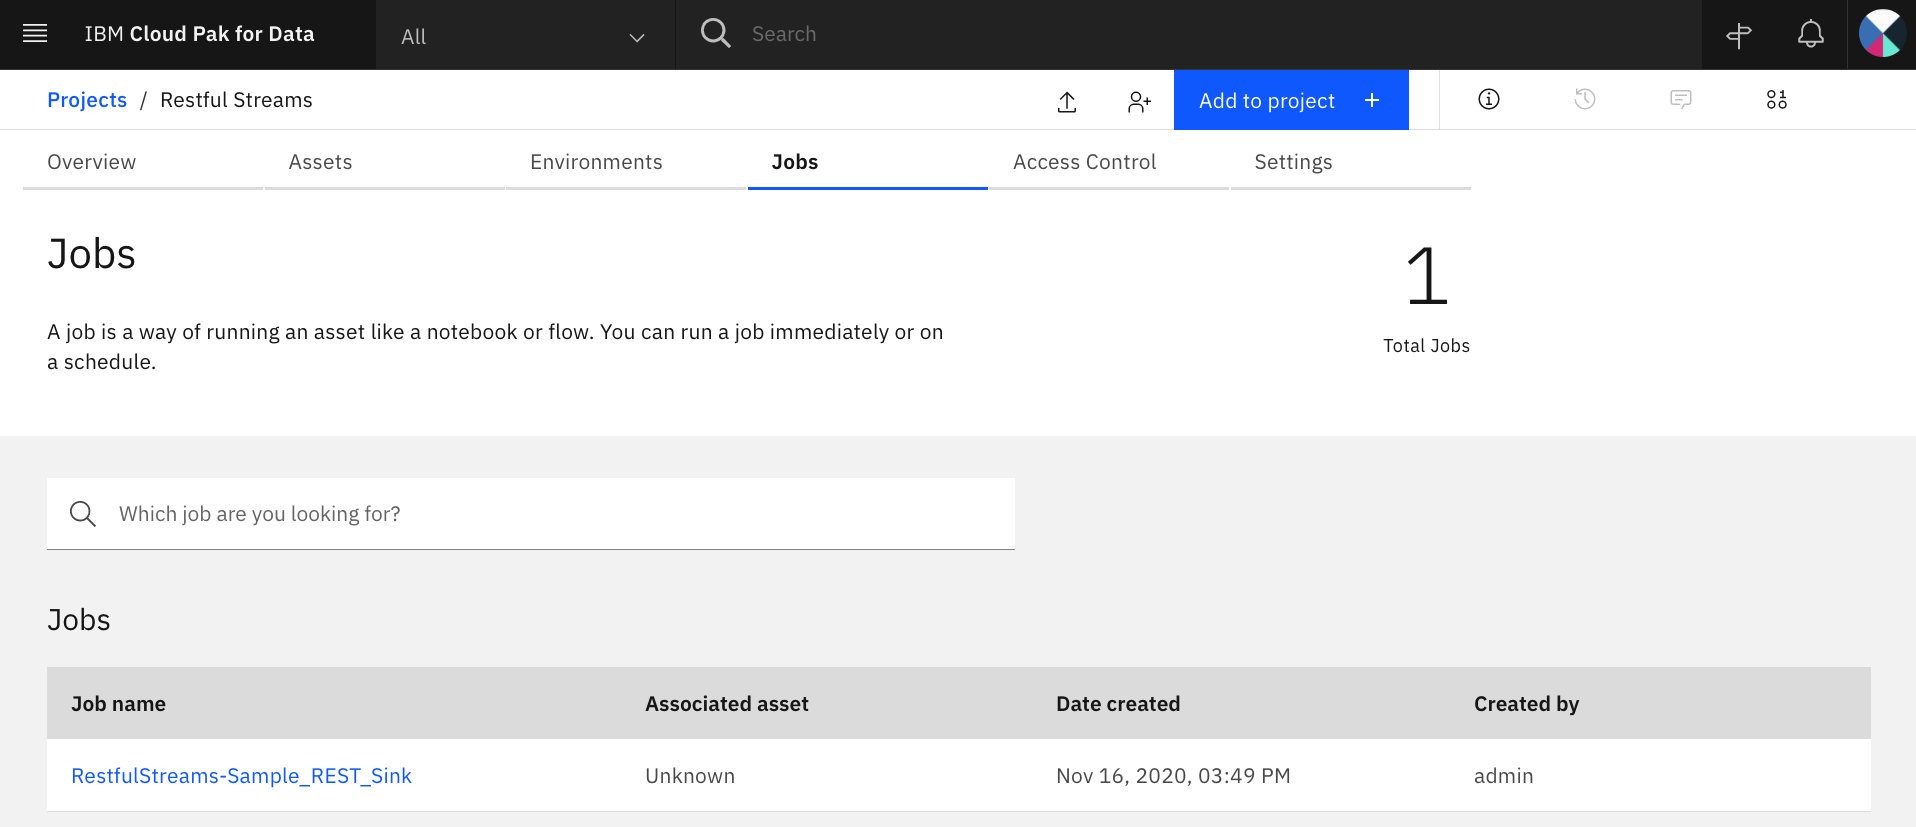 IBM Cloud Pak for Data
All
Search
Projects / Restful Streams
Add to project +
Overview
Assets
Environments
Jobs
Access Control
Settings
Jobs
A job is a way of running an asset like a notebook or flow. You can run a job immediately or on
a schedule.
1
Total Jobs
Which job are you looking for?
Jobs
Job name Associated asset Date created Created by
RestfulStreams-Sample_REST_Sink Unknown Nov 16, 2020, 03:49 PM admin